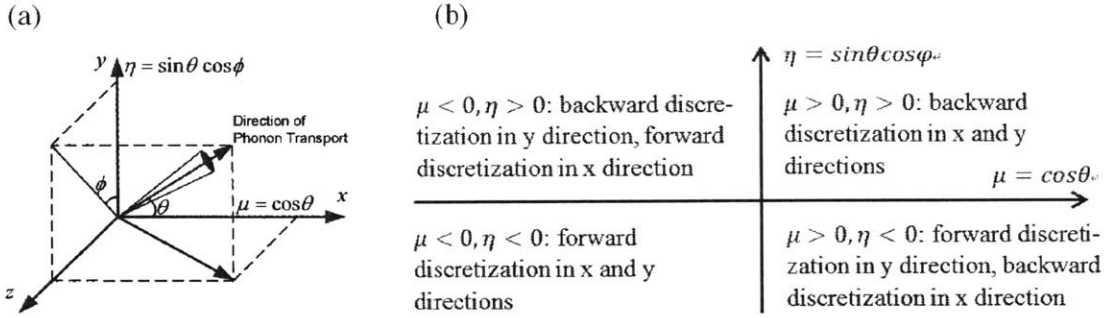 (a)
y
η = sinθ cosϕ
Direction of
Phonon Transport
ϕ
θ
μ = cosθ
x
z
(b)
η = sinθcosφ
μ < 0, η > 0: backward discre-
tization in y direction, forward
discretization in x direction
μ > 0, η > 0: backward
discretization in x and y
directions
μ = cosθ
μ < 0, η < 0: forward
discretization in x and y
directions
μ > 0, η < 0: forward discreti-
zation in y direction, backward
discretization in x direction